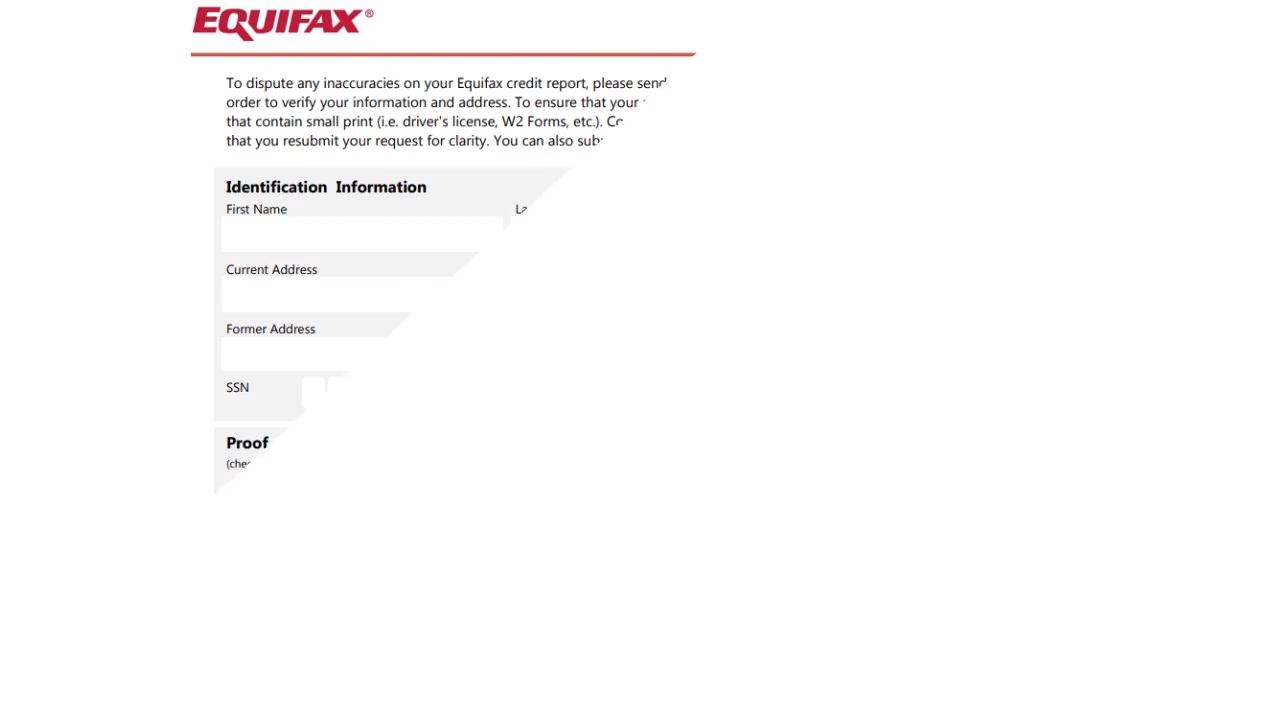 EQUIFAX®
To dispute any inaccuracies on your Equifax credit report, please send
order to verify your information and address. To ensure that your
that contain small print (i.e. driver's license, W2 Forms, etc.).
that you resubmit your request for clarity. You can also
Identification Information
First Name
Current Address
Former Address
SSN
Proof